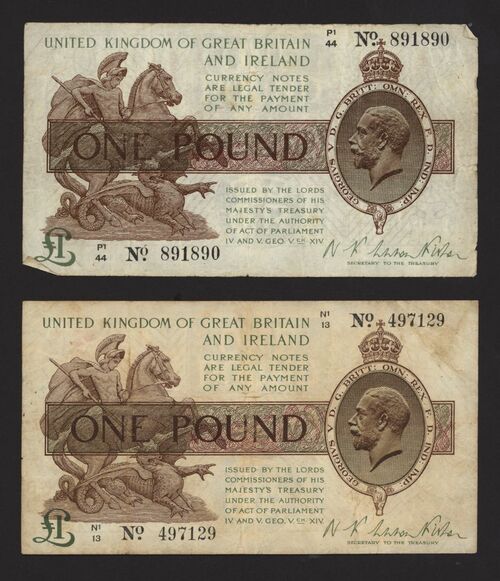 UNITED KINGDOM OF GREAT BRITAIN
AND IRELAND
P1/44 No. 891890
CURRENCY NOTES
ARE LEGAL TENDER
FOR THE PAYMENT
OF ANY AMOUNT
GEORGIVS V D. G. BRITT: OMN: REX F. D. IND: IMP.
ONE POUND
ISSUED BY THE LORDS
COMMISSIONERS OF HIS
MAJESTY'S TREASURY
UNDER THE AUTHORITY
OF ACT OF PARLIAMENT
IV AND V. GEO. V. CH. XIV.
£1
P1/44 No. 891890
SECRETARY TO THE TREASURY
UNITED KINGDOM OF GREAT BRITAIN
AND IRELAND
N1/13 No. 497129
CURRENCY NOTES
ARE LEGAL TENDER
FOR THE PAYMENT
OF ANY AMOUNT
GEORGIVS V D. G. BRITT: OMN: REX F. D. IND: IMP.
ONE POUND
ISSUED BY THE LORDS
COMMISSIONERS OF HIS
MAJESTY'S TREASURY
UNDER THE AUTHORITY
OF ACT OF PARLIAMENT
IV AND V. GEO. V. CH. XIV.
£1
N1/13 No. 497129
SECRETARY TO THE TREASURY